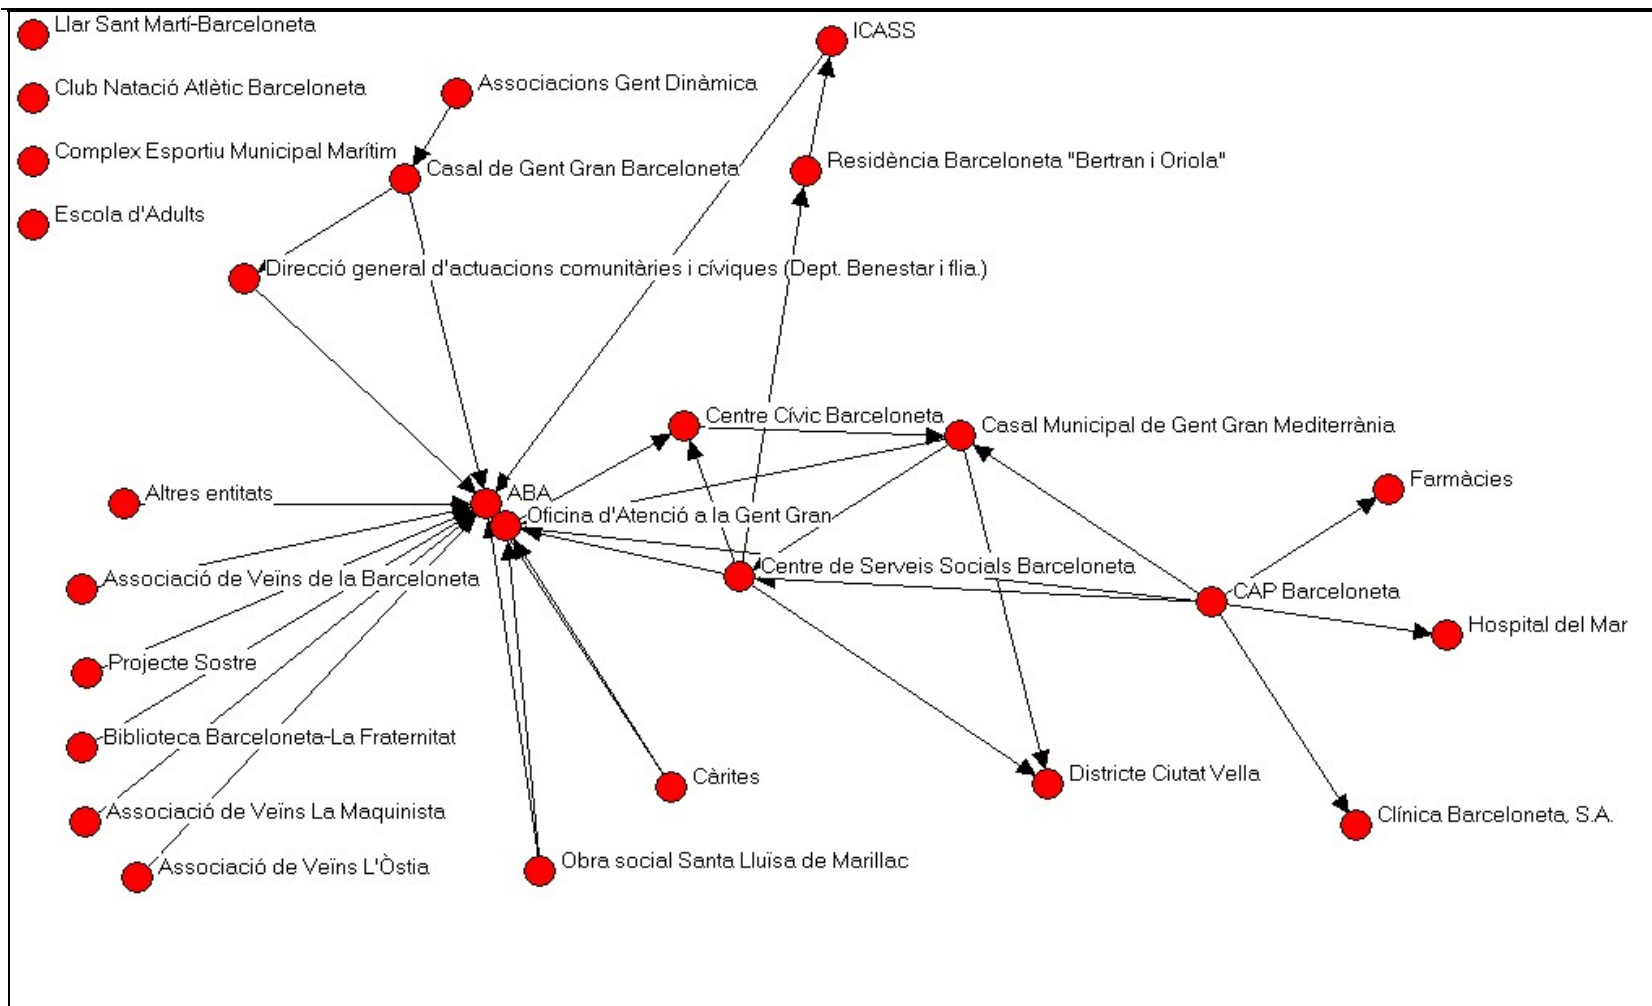 Llar Sant Martí-Barceloneta
ICASS
Club Natació Atlètic Barceloneta
Associacions Gent Dinàmica
Complex Esportiu Municipal Marítim
Casal de Gent Gran Barceloneta
Residència Barceloneta "Bertran i Oriola"
Escola d'Adults
Direcció general d'actuacions comunitàries i cíviques (Dept. Benestar i flia.)
Centre Cívic Barceloneta
Casal Municipal de Gent Gran Mediterrània
Farmàcies
Altres entitats
ABA
Oficina d'Atenció a la Gent Gran
Associació de Veïns de la Barceloneta
Centre de Serveis Socials Barceloneta
CAP Barceloneta
Hospital del Mar
Projecte Sostre
Biblioteca Barceloneta-La Fraternitat
Càrites
Districte Ciutat Vella
Associació de Veïns La Maquinista
Clínica Barceloneta, S.A.
Associació de Veïns L'Òstia
Obra social Santa Lluïsa de Marillac